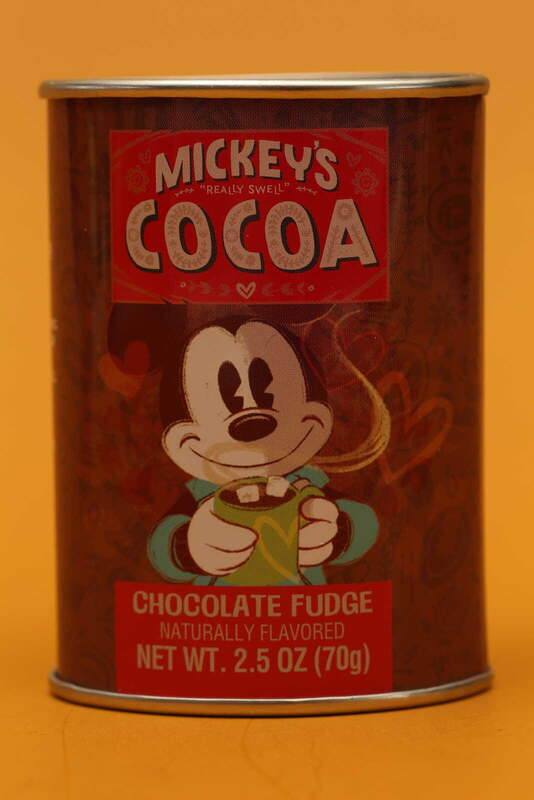 MICKEY'S
"REALLY SWELL"
COCOA
CHOCOLATE FUDGE
NATURALLY FLAVORED
NET WT. 2.5 OZ (70g)